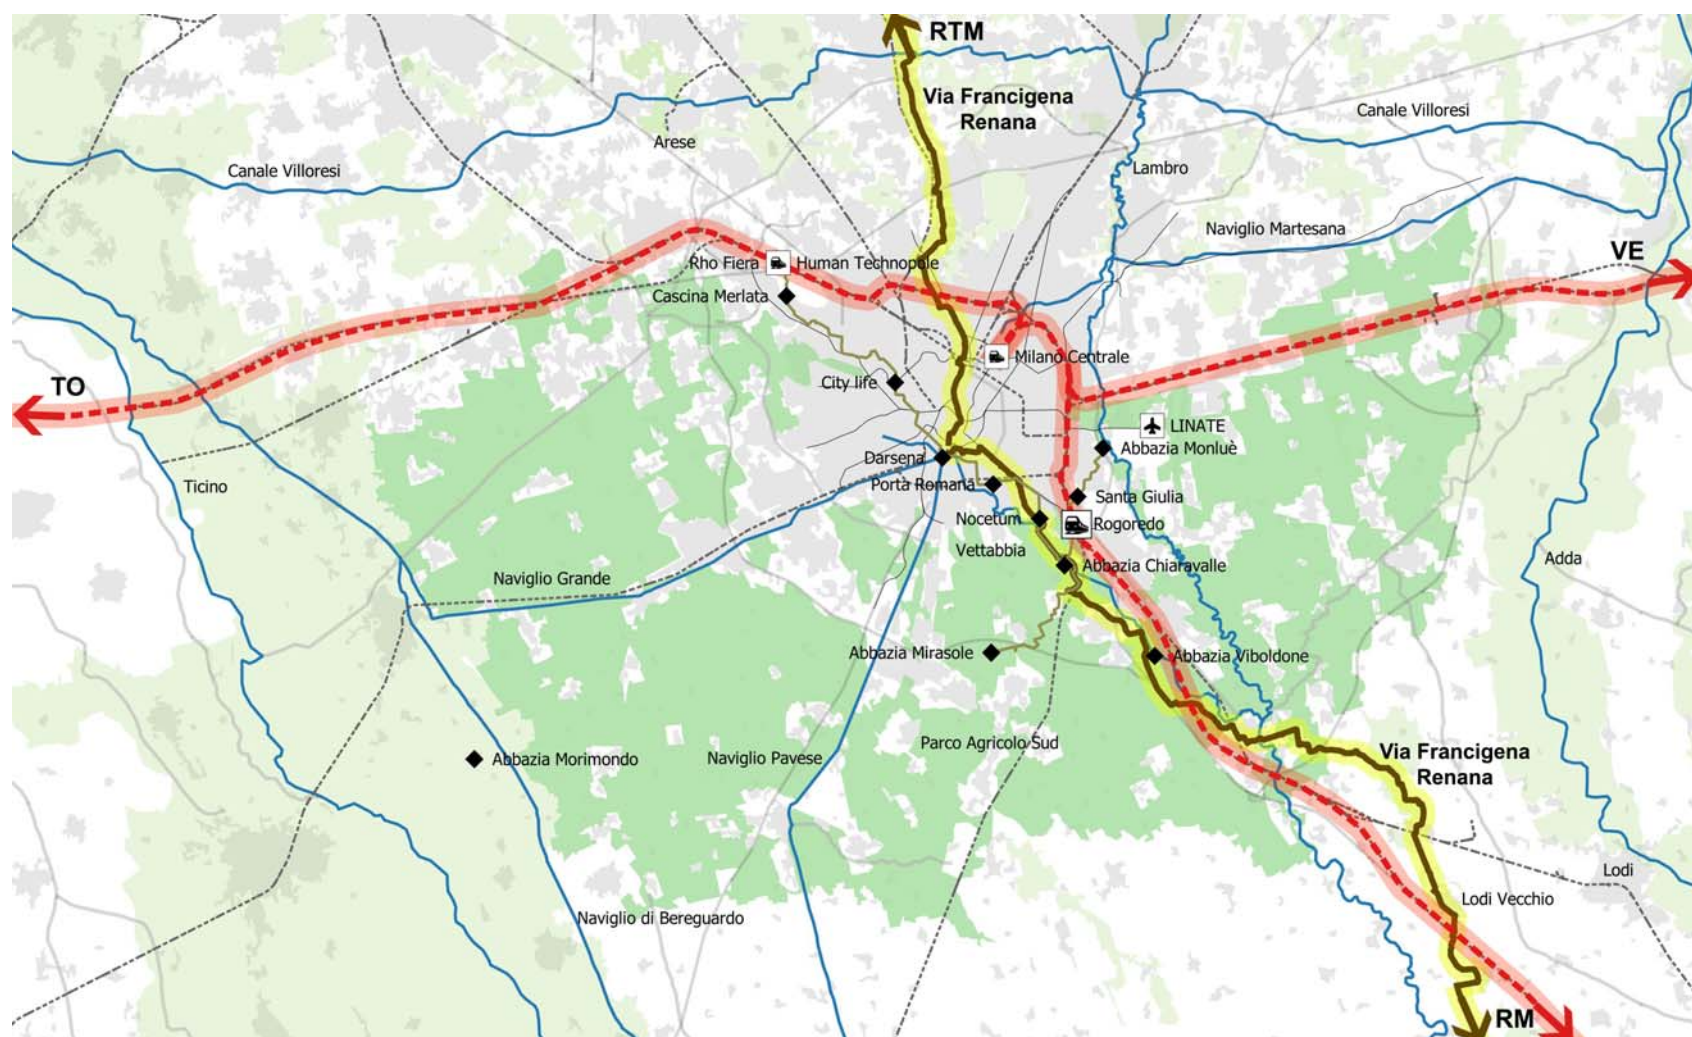 RTM
Via Francigena
Renana
Canale Villoresi
Arese
Canale Villoresi
Lambro
Naviglio Martesana
VE
Rho Fiera
Human Technopole
Cascina Merlata
Milano Centrale
TO
City life
LINATE
Abbazia Monluè
Darsena
Ticino
Porta Romana
Santa Giulia
Nocetum
Rogoredo
Vettabbia
Adda
Abbazia Chiaravalle
Naviglio Grande
Abbazia Mirasole
Abbazia Viboldone
Parco Agricolo Sud
Via Francigena
Renana
Abbazia Morimondo
Naviglio Pavese
Lodi
Lodi Vecchio
Naviglio di Bereguardo
RM